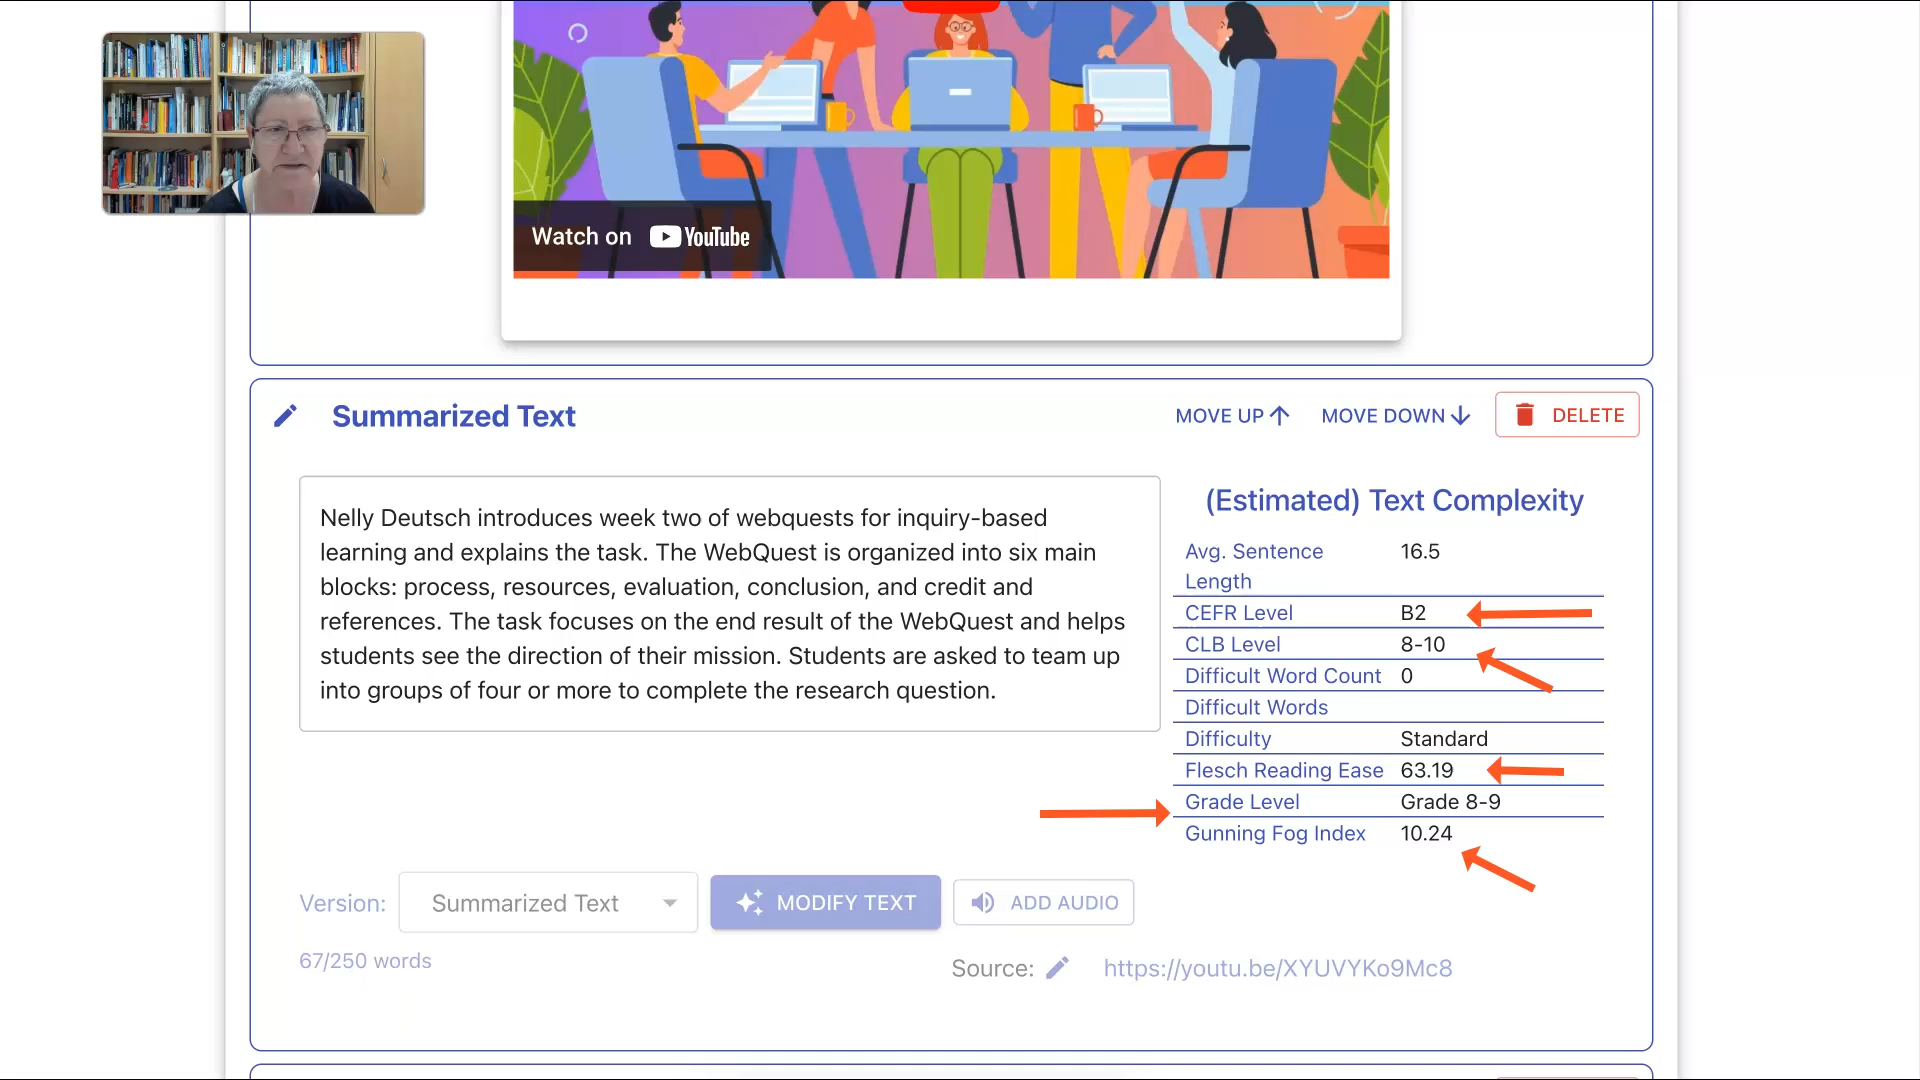 Watch on YouTube
Summarized Text
MOVE UP
MOVE DOWN
DELETE
Nelly Deutsch introduces week two of webquests for inquiry-based
learning and explains the task. The WebQuest is organized into six main
blocks: process, resources, evaluation, conclusion, and credit and
references. The task focuses on the end result of the WebQuest and helps
students see the direction of their mission. Students are asked to team up
into groups of four or more to complete the research question.
(Estimated) Text Complexity
Avg. Sentence Length 16.5
CEFR Level B2
CLB Level 8-10
Difficult Word Count 0
Difficult Words
Difficulty Standard
Flesch Reading Ease 63.19
Grade Level Grade 8-9
Gunning Fog Index 10.24
Version: Summarized Text
MODIFY TEXT
ADD AUDIO
67/250 words
Source: https://youtu.be/XYUVYKo9Mc8